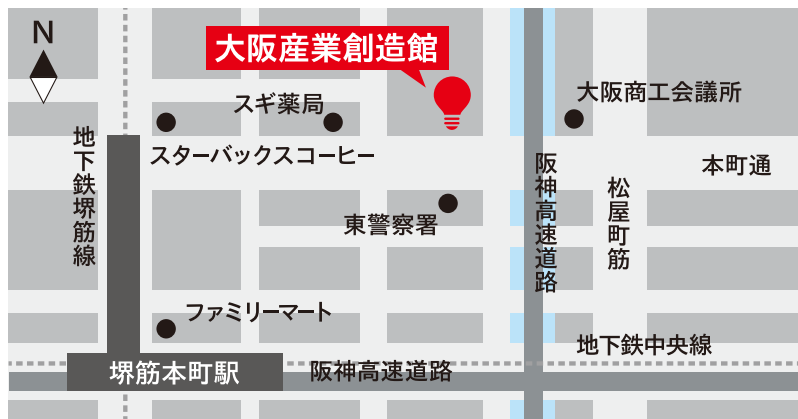 N
大阪産業創造館
スギ薬局
大阪商工会議所
地下鉄堺筋線
スターバックスコーヒー
阪神高速道路
本町通
松屋町筋
東警察署
ファミリーマート
地下鉄中央線
堺筋本町駅
阪神高速道路